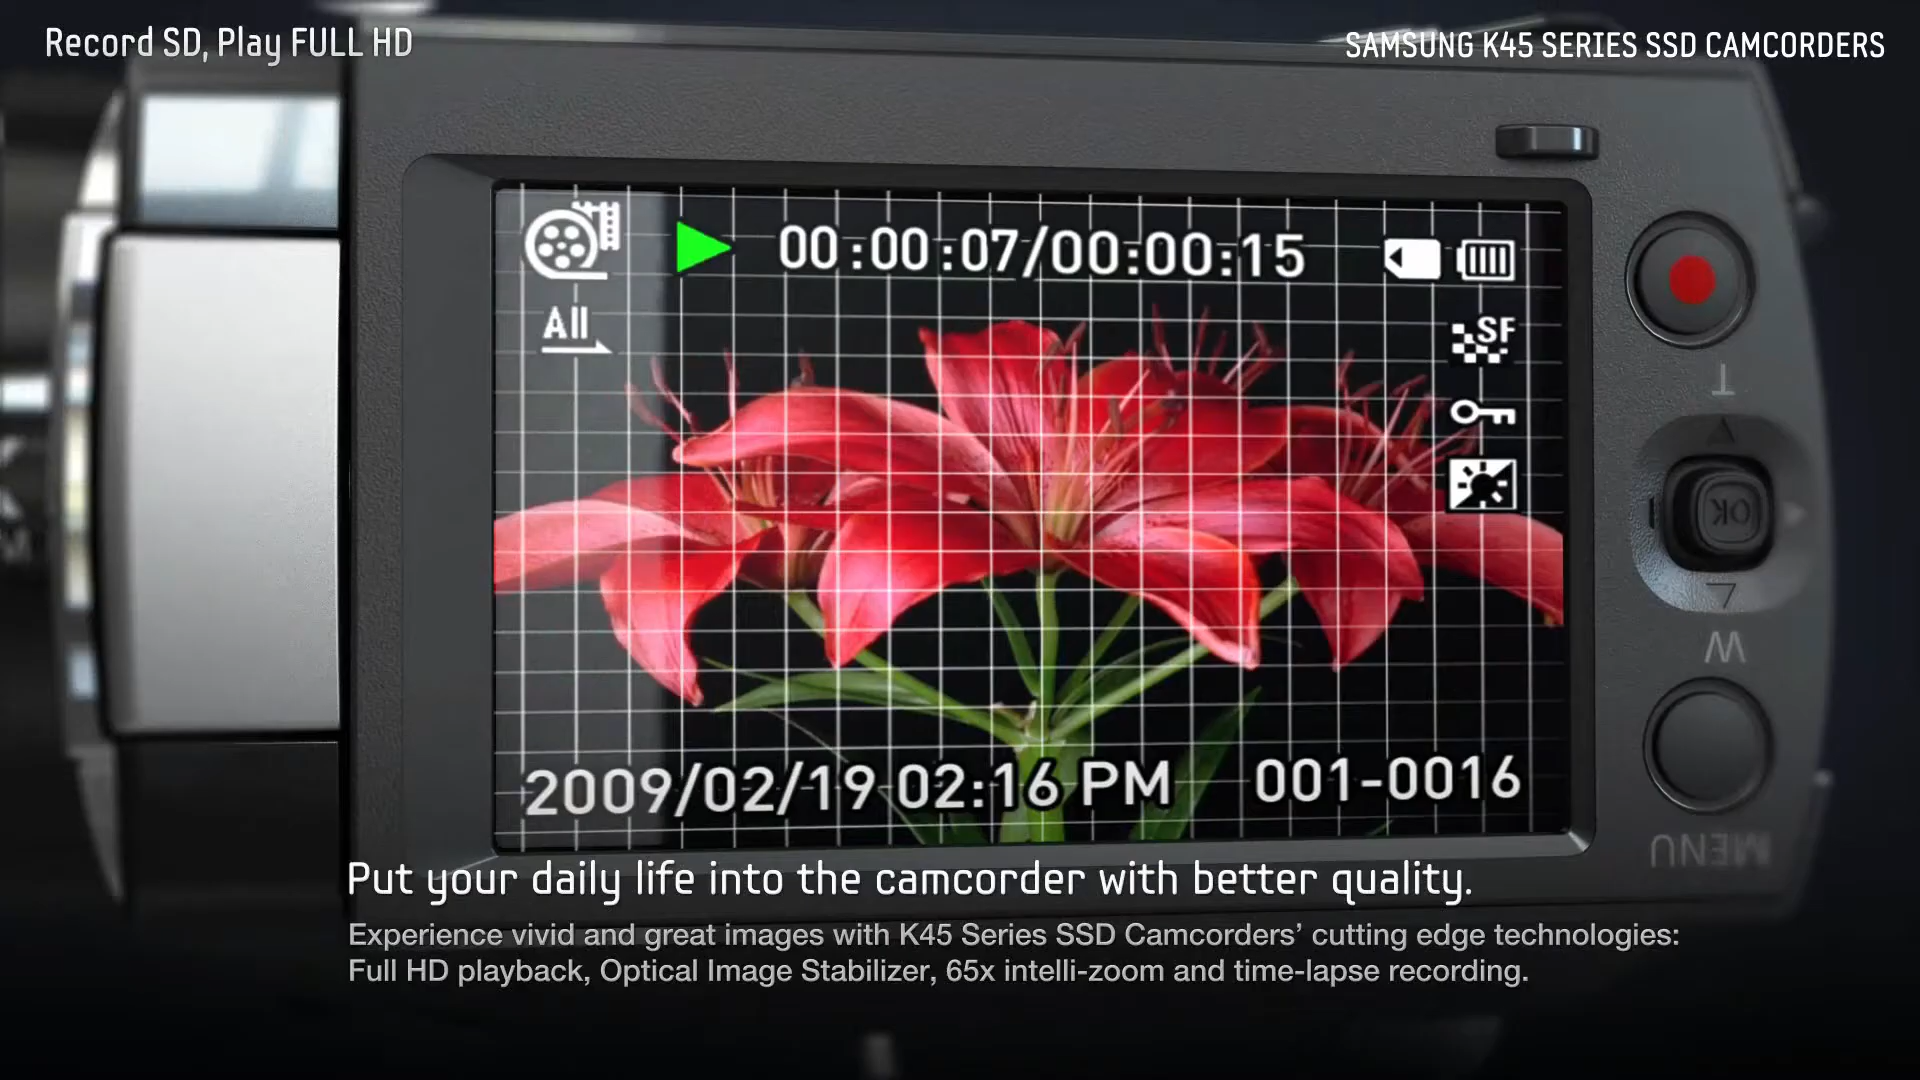 Record SD, Play FULL HD
SAMSUNG K45 SERIES SSD CAMCORDERS
00:00:07/00:00:15
SF
All
T
OK
W
2009/02/19 02:16 PM
001-0016
MENU
Put your daily life into the camcorder with better quality.
Experience vivid and great images with K45 Series SSD Camcorders’ cutting edge technologies:
Full HD playback, Optical Image Stabilizer, 65x intelli-zoom and time-lapse recording.